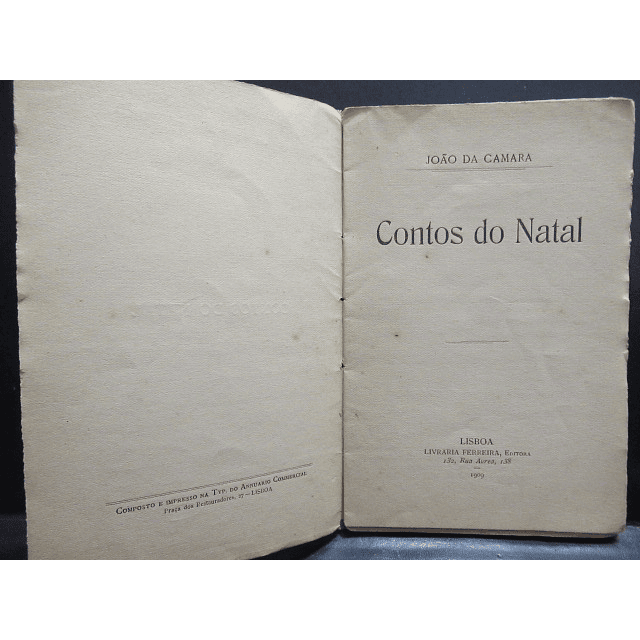 COMPOSTO E IMPRESSO NA TYP. DO ANNUARIO COMMERCIAL
Praça dos Restauradores, 27 — LISBOA
JOÃO DA CAMARA
Contos do Natal
LISBOA
LIVRARIA FERREIRA, EDITORA
132, Rua Aurea, 138
1909